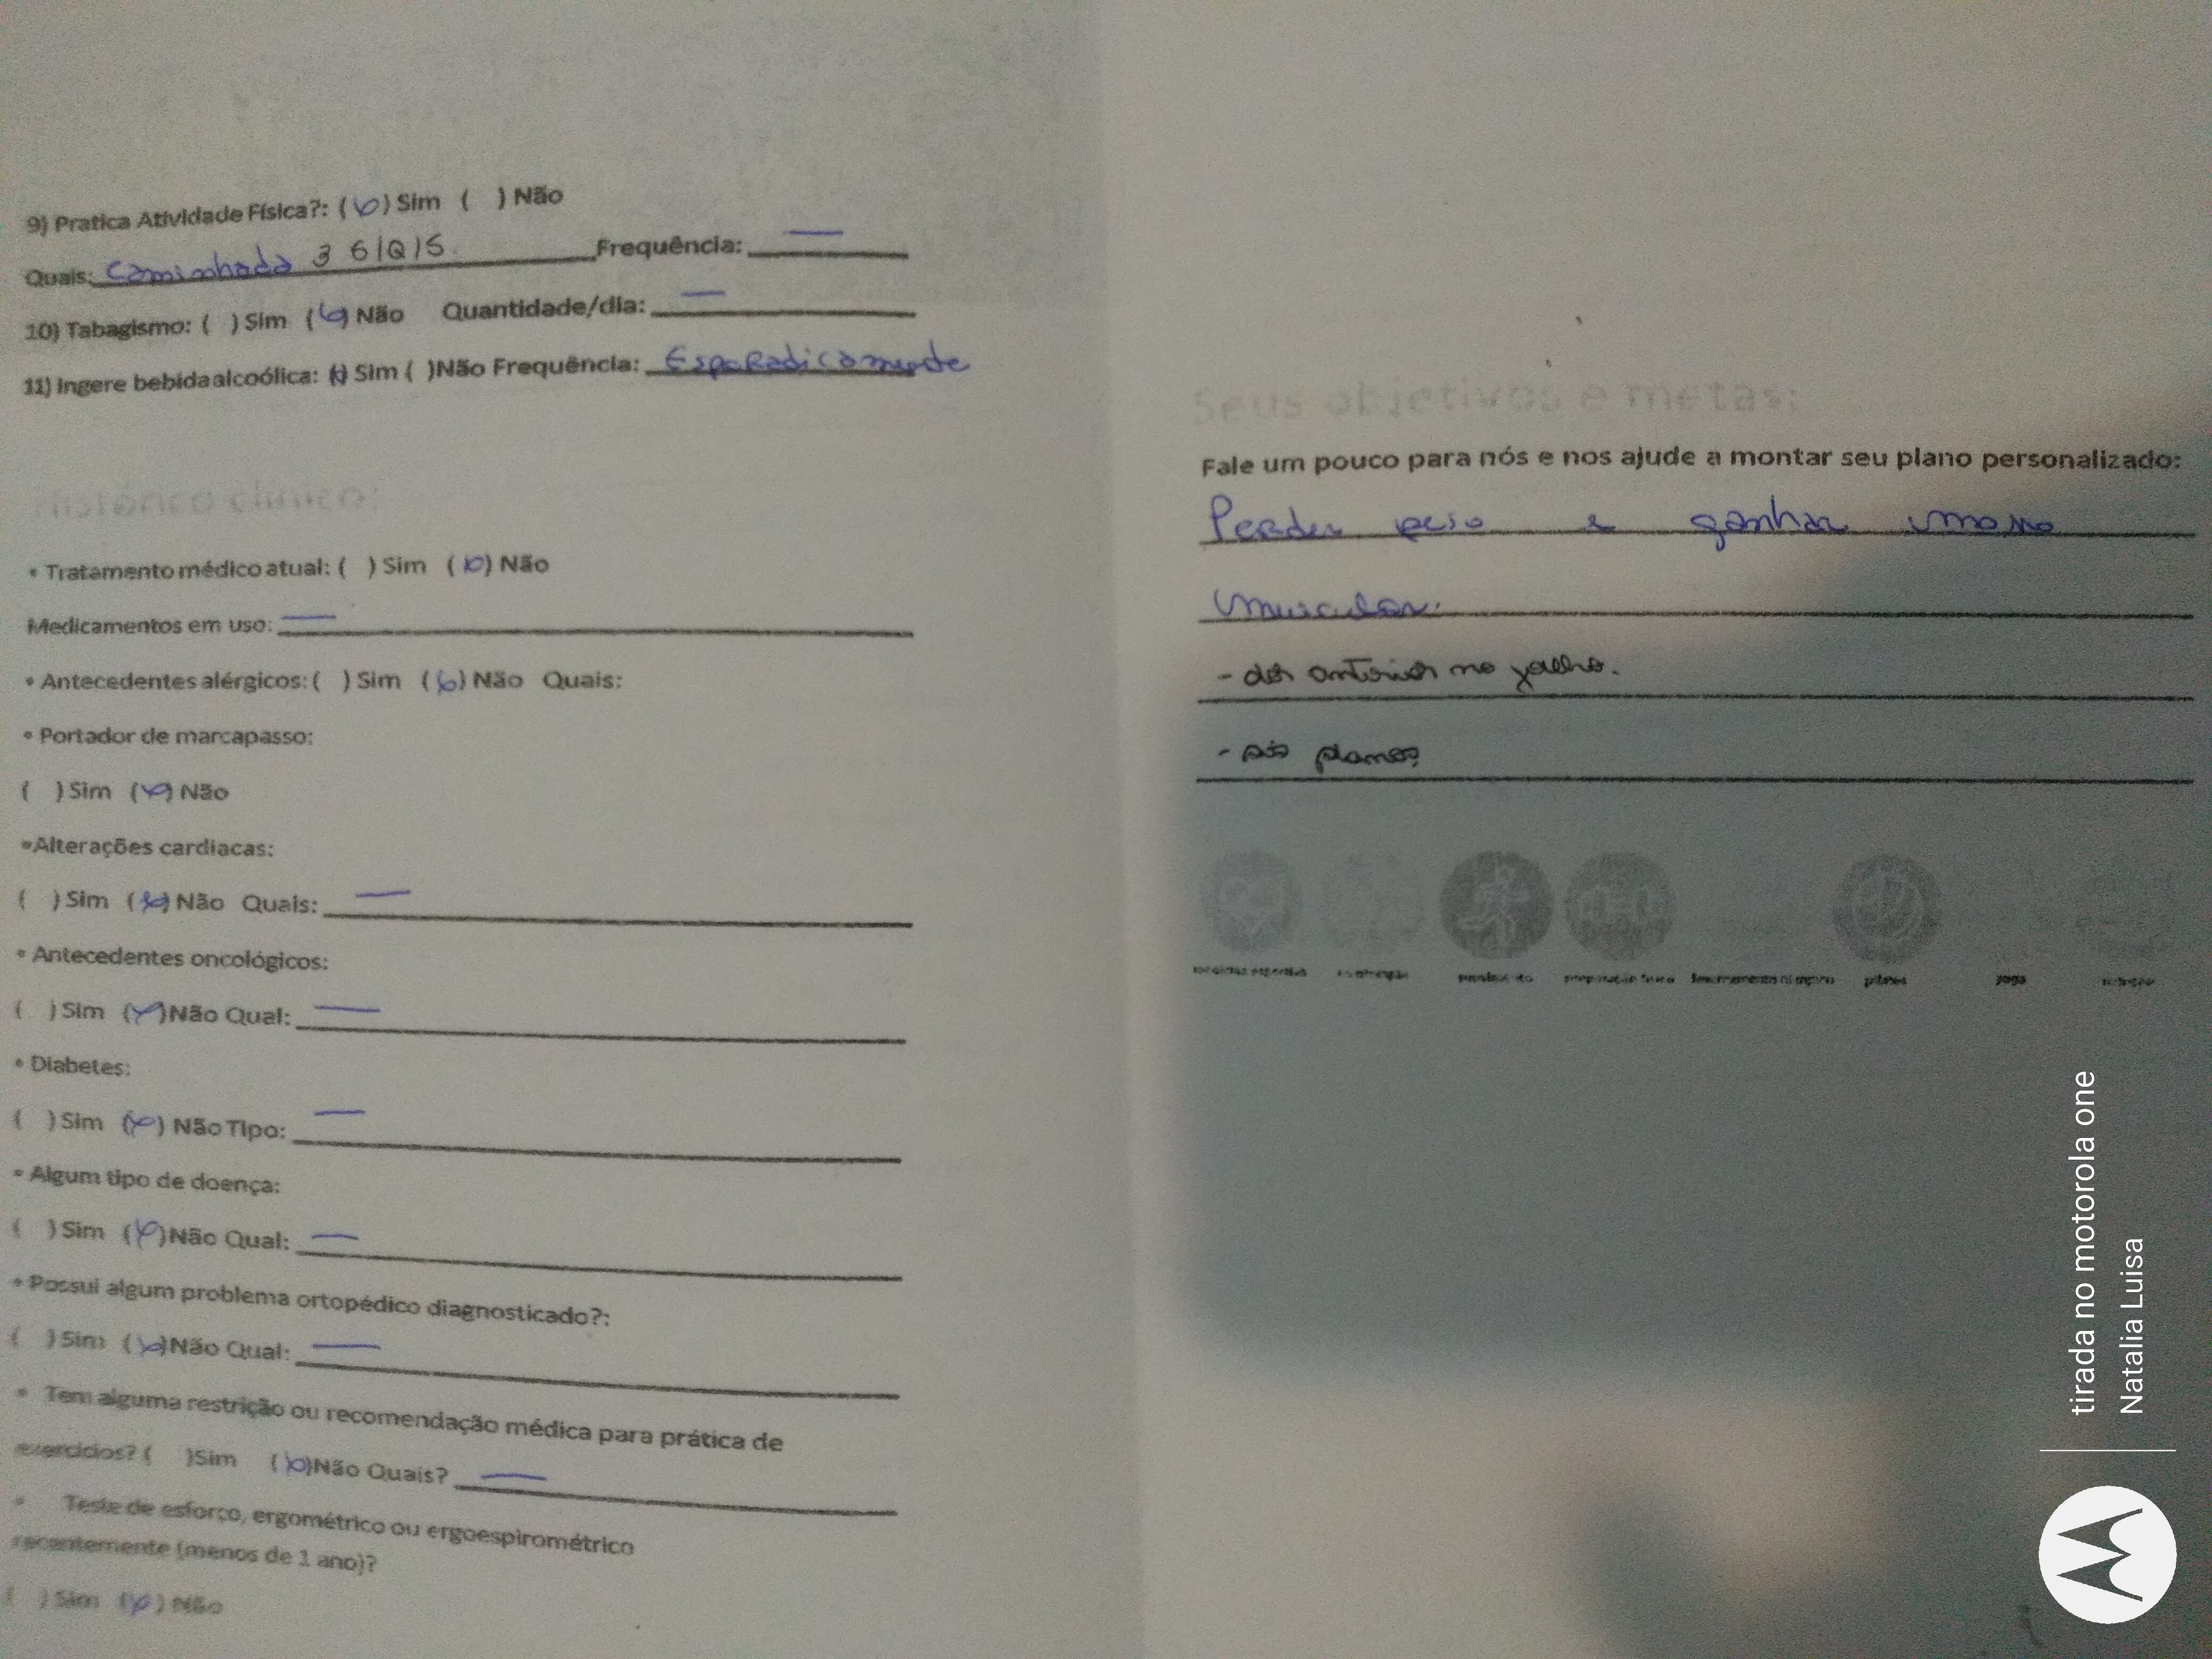 9) Pratica Atividade Física?: (x) Sim ( ) Não
Quais: Caminhada 3 6/Q/S. Frequência: —
10) Tabagismo: ( ) Sim (x) Não Quantidade/dia: —
11) Ingere bebida alcoólica: (x) Sim ( ) Não Frequência: Esporadicamente
Histórico clínico:
• Tratamento médico atual: ( ) Sim (x) Não
Medicamentos em uso: —
• Antecedentes alérgicos: ( ) Sim (x) Não Quais:
• Portador de marcapasso:
( ) Sim (x) Não
•Alterações cardiacas:
( ) Sim (x) Não Quais: —
• Antecedentes oncológicos:
( ) Sim (x) Não Qual: —
• Diabetes:
( ) Sim (x) Não Tipo: —
• Algum tipo de doença:
( ) Sim (x) Não Qual: —
• Possui algum problema ortopédico diagnosticado?:
( ) Sim (x) Não Qual: —
• Tem alguma restrição ou recomendação médica para prática de
exercícios? ( )Sim (x)Não Quais? —
• Teste de esforço, ergométrico ou ergoespirométrico
recentemente (menos de 1 ano)?
( ) Sim (x) Não
Seus objetivos e metas:
Fale um pouco para nós e nos ajude a montar seu plano personalizado:
Perder peso e ganhar massa
muscular.
- dor anterior no joelho.
- pés planos?
preparação física
pilates
yoga
tirada no motorola one
Natalia Luisa